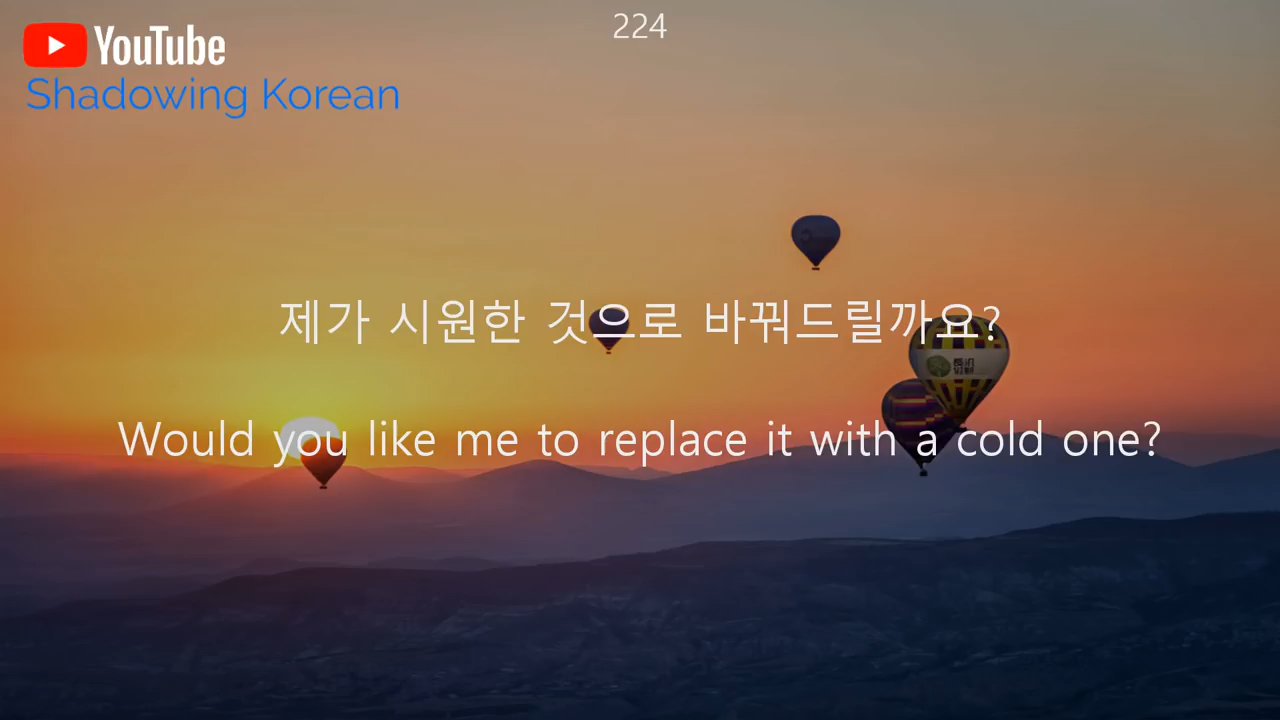 224
YouTube
Shadowing Korean
제가 시원한 것으로 바꿔드릴까요?
Would you like me to replace it with a cold one?